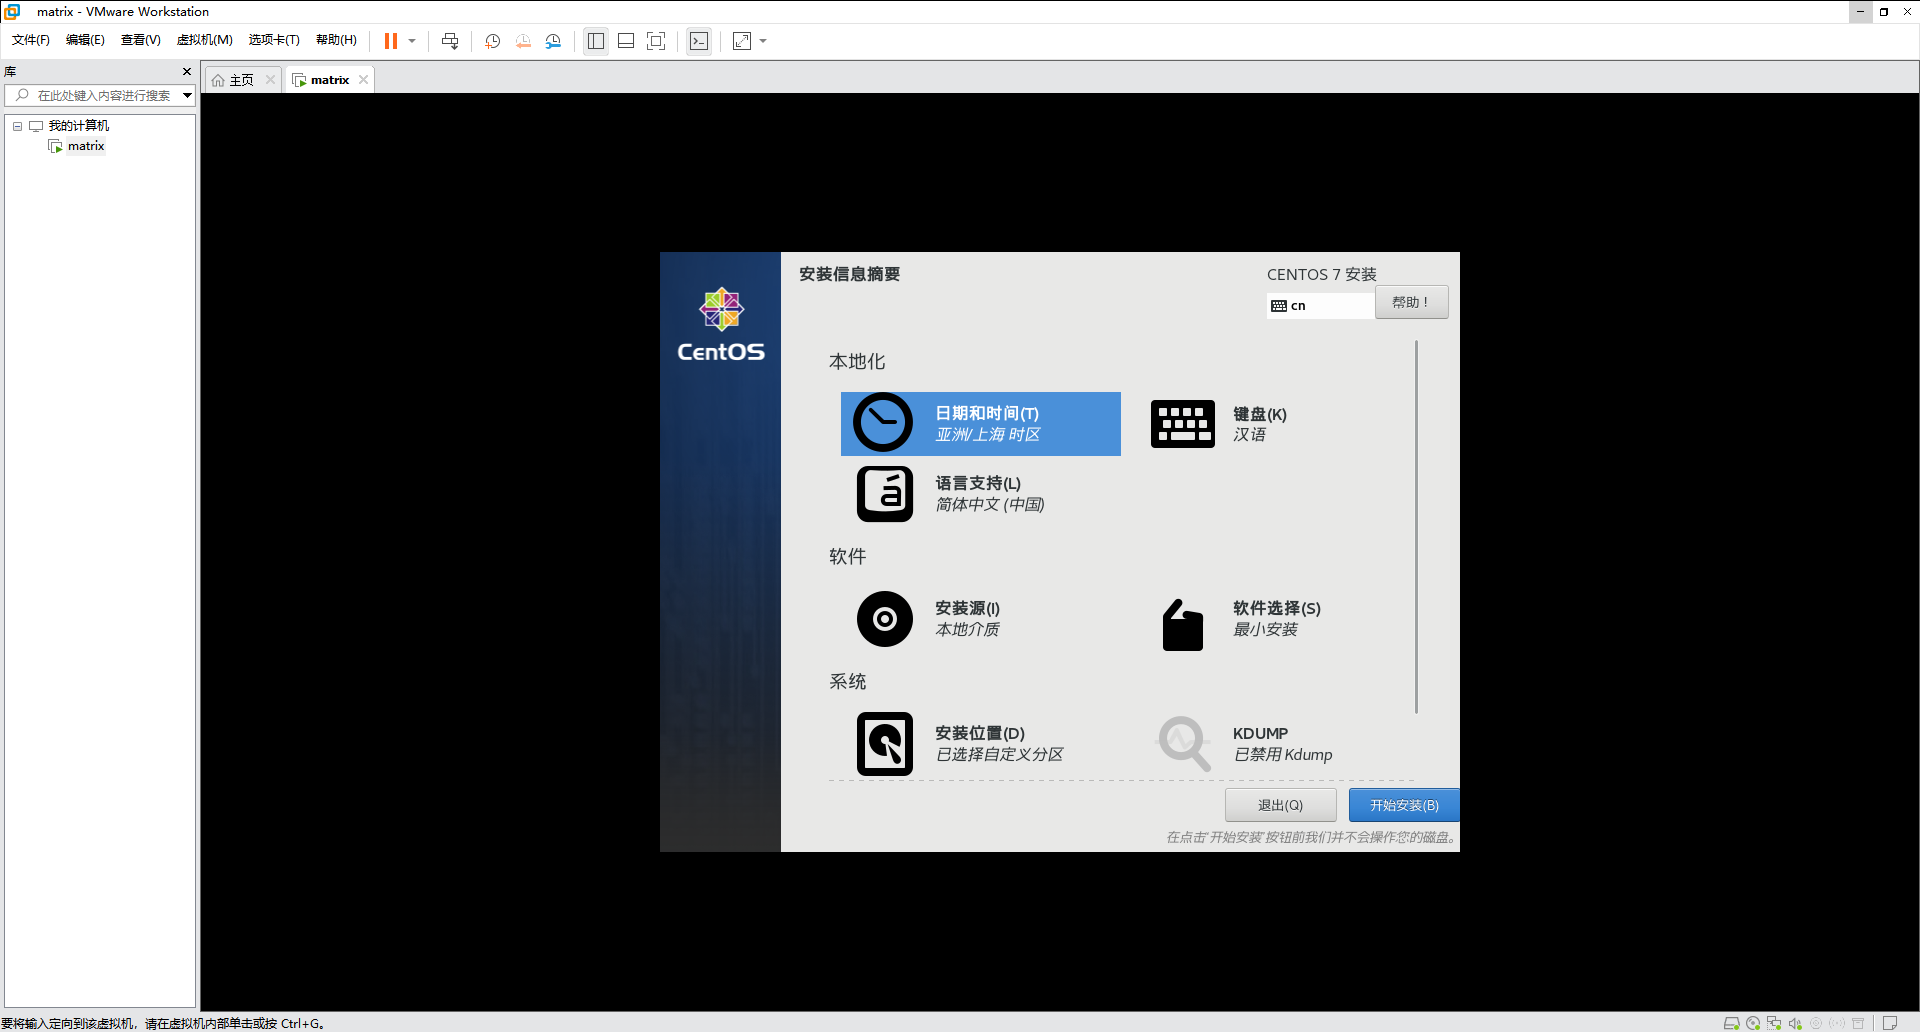 matrix - VMware Workstation
文件(F) 编辑(E) 查看(V) 虚拟机(M) 选项卡(T) 帮助(H)
库
在此处键入内容进行搜索
我的计算机
matrix
主页 matrix
CentOS
安装信息摘要
CENTOS 7 安装
cn
帮助！
本地化
日期和时间(T)
亚洲/上海 时区
键盘(K)
汉语
语言支持(L)
简体中文 (中国)
软件
安装源(I)
本地介质
软件选择(S)
最小安装
系统
安装位置(D)
已选择自定义分区
KDUMP
已禁用 Kdump
退出(Q) 开始安装(B)
在点击'开始安装'按钮前我们并不会操作您的磁盘。
要将输入定向到该虚拟机，请在虚拟机内部单击或按 Ctrl+G。